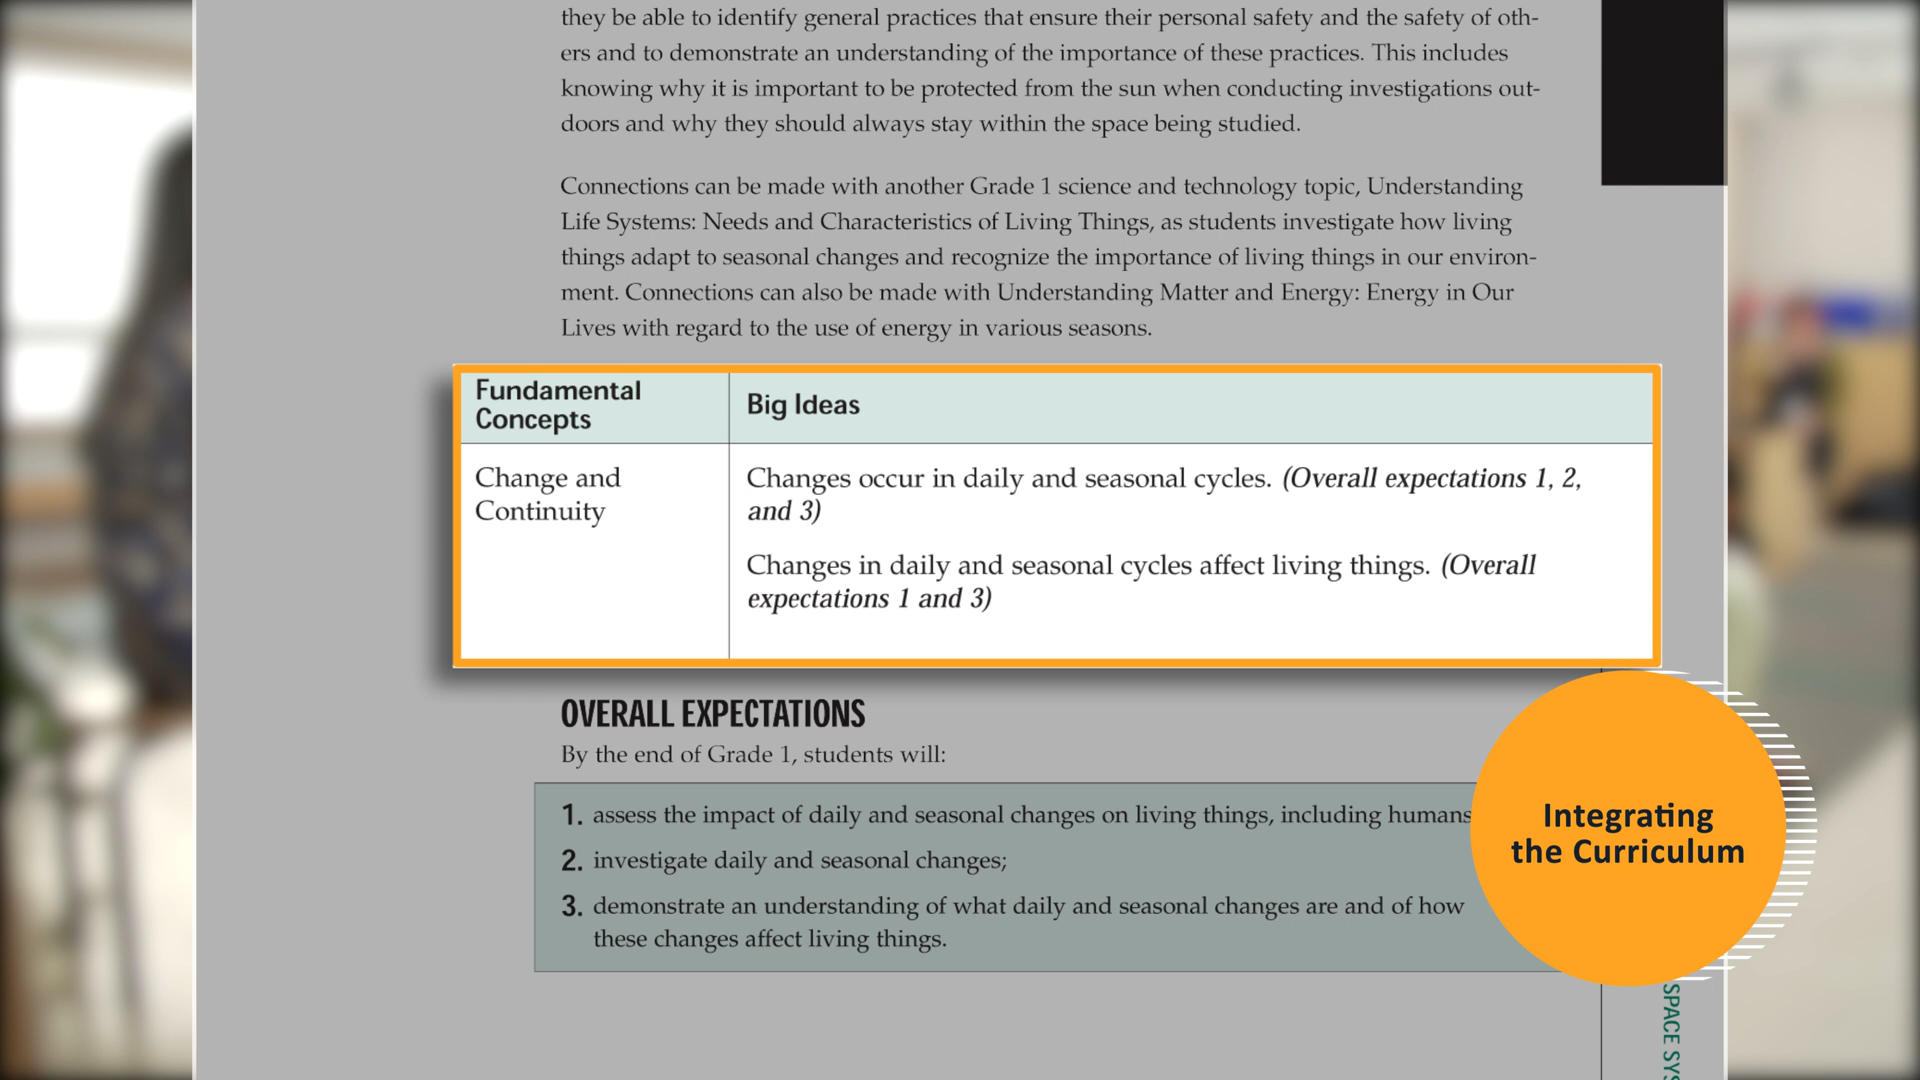 they be able to identify general practices that ensure their personal safety and the safety of oth-
ers and to demonstrate an understanding of the importance of these practices. This includes
knowing why it is important to be protected from the sun when conducting investigations out-
doors and why they should always stay within the space being studied.
Connections can be made with another Grade 1 science and technology topic, Understanding
Life Systems: Needs and Characteristics of Living Things, as students investigate how living
things adapt to seasonal changes and recognize the importance of living things in our environ-
ment. Connections can also be made with Understanding Matter and Energy: Energy in Our
Lives with regard to the use of energy in various seasons.
Fundamental
Concepts
Big Ideas
Change and
Continuity
Changes occur in daily and seasonal cycles. (Overall expectations 1, 2,
and 3)
Changes in daily and seasonal cycles affect living things. (Overall
expectations 1 and 3)
OVERALL EXPECTATIONS
By the end of Grade 1, students will:
1. assess the impact of daily and seasonal changes on living things, including humans
2. investigate daily and seasonal changes;
3. demonstrate an understanding of what daily and seasonal changes are and of how
these changes affect living things.
Integrating
the Curriculum
SPACE SYS